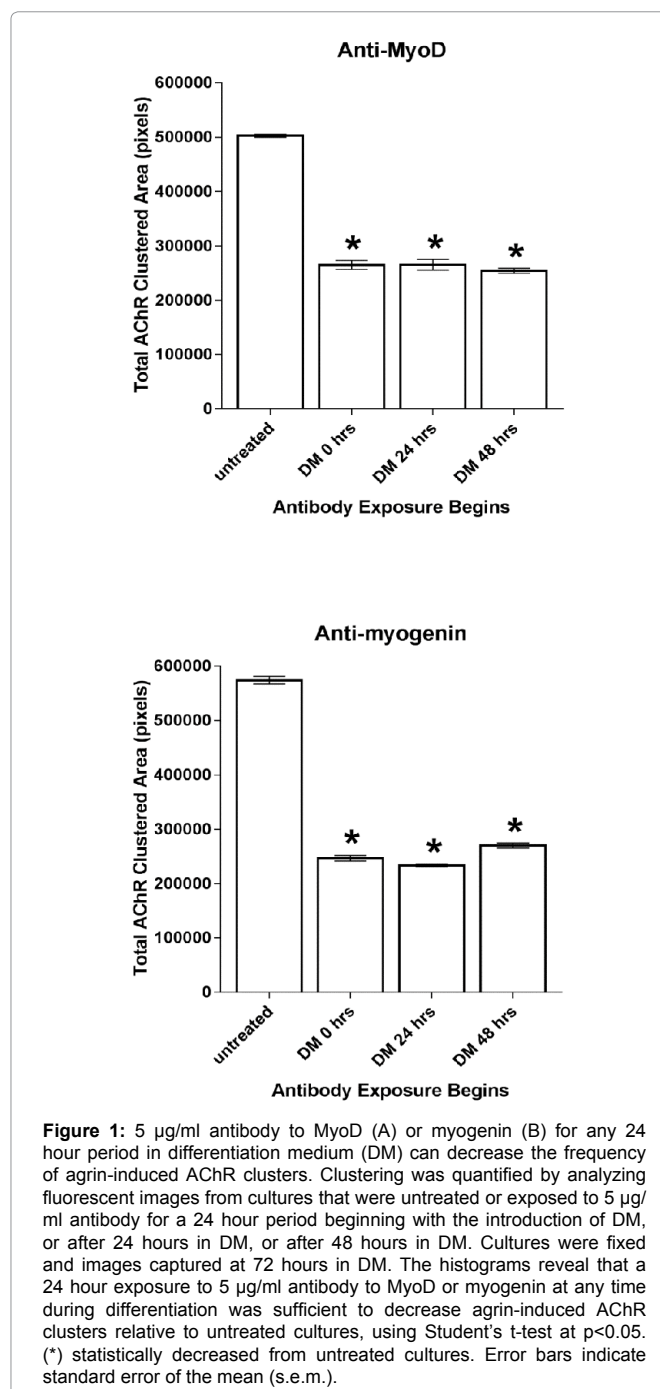 Anti-MyoD
600000
500000
400000
300000
200000
100000
0
Total AChR Clustered Area (pixels)
*
*
*
untreated
DM 0 hrs
DM 24 hrs
DM 48 hrs
Antibody Exposure Begins
Anti-myogenin
600000
500000
400000
300000
200000
100000
0
Total AChR Clustered Area (pixels)
*
*
*
untreated
DM 0 hrs
DM 24 hrs
DM 48 hrs
Antibody Exposure Begins
Figure 1: 5 µg/ml antibody to MyoD (A) or myogenin (B) for any 24
hour period in differentiation medium (DM) can decrease the frequency
of agrin-induced AChR clusters. Clustering was quantified by analyzing
fluorescent images from cultures that were untreated or exposed to 5 µg/
ml antibody for a 24 hour period beginning with the introduction of DM,
or after 24 hours in DM, or after 48 hours in DM. Cultures were fixed
and images captured at 72 hours in DM. The histograms reveal that a
24 hour exposure to 5 µg/ml antibody to MyoD or myogenin at any time
during differentiation was sufficient to decrease agrin-induced AChR
clusters relative to untreated cultures, using Student's t-test at p<0.05.
(*) statistically decreased from untreated cultures. Error bars indicate
standard error of the mean (s.e.m.).